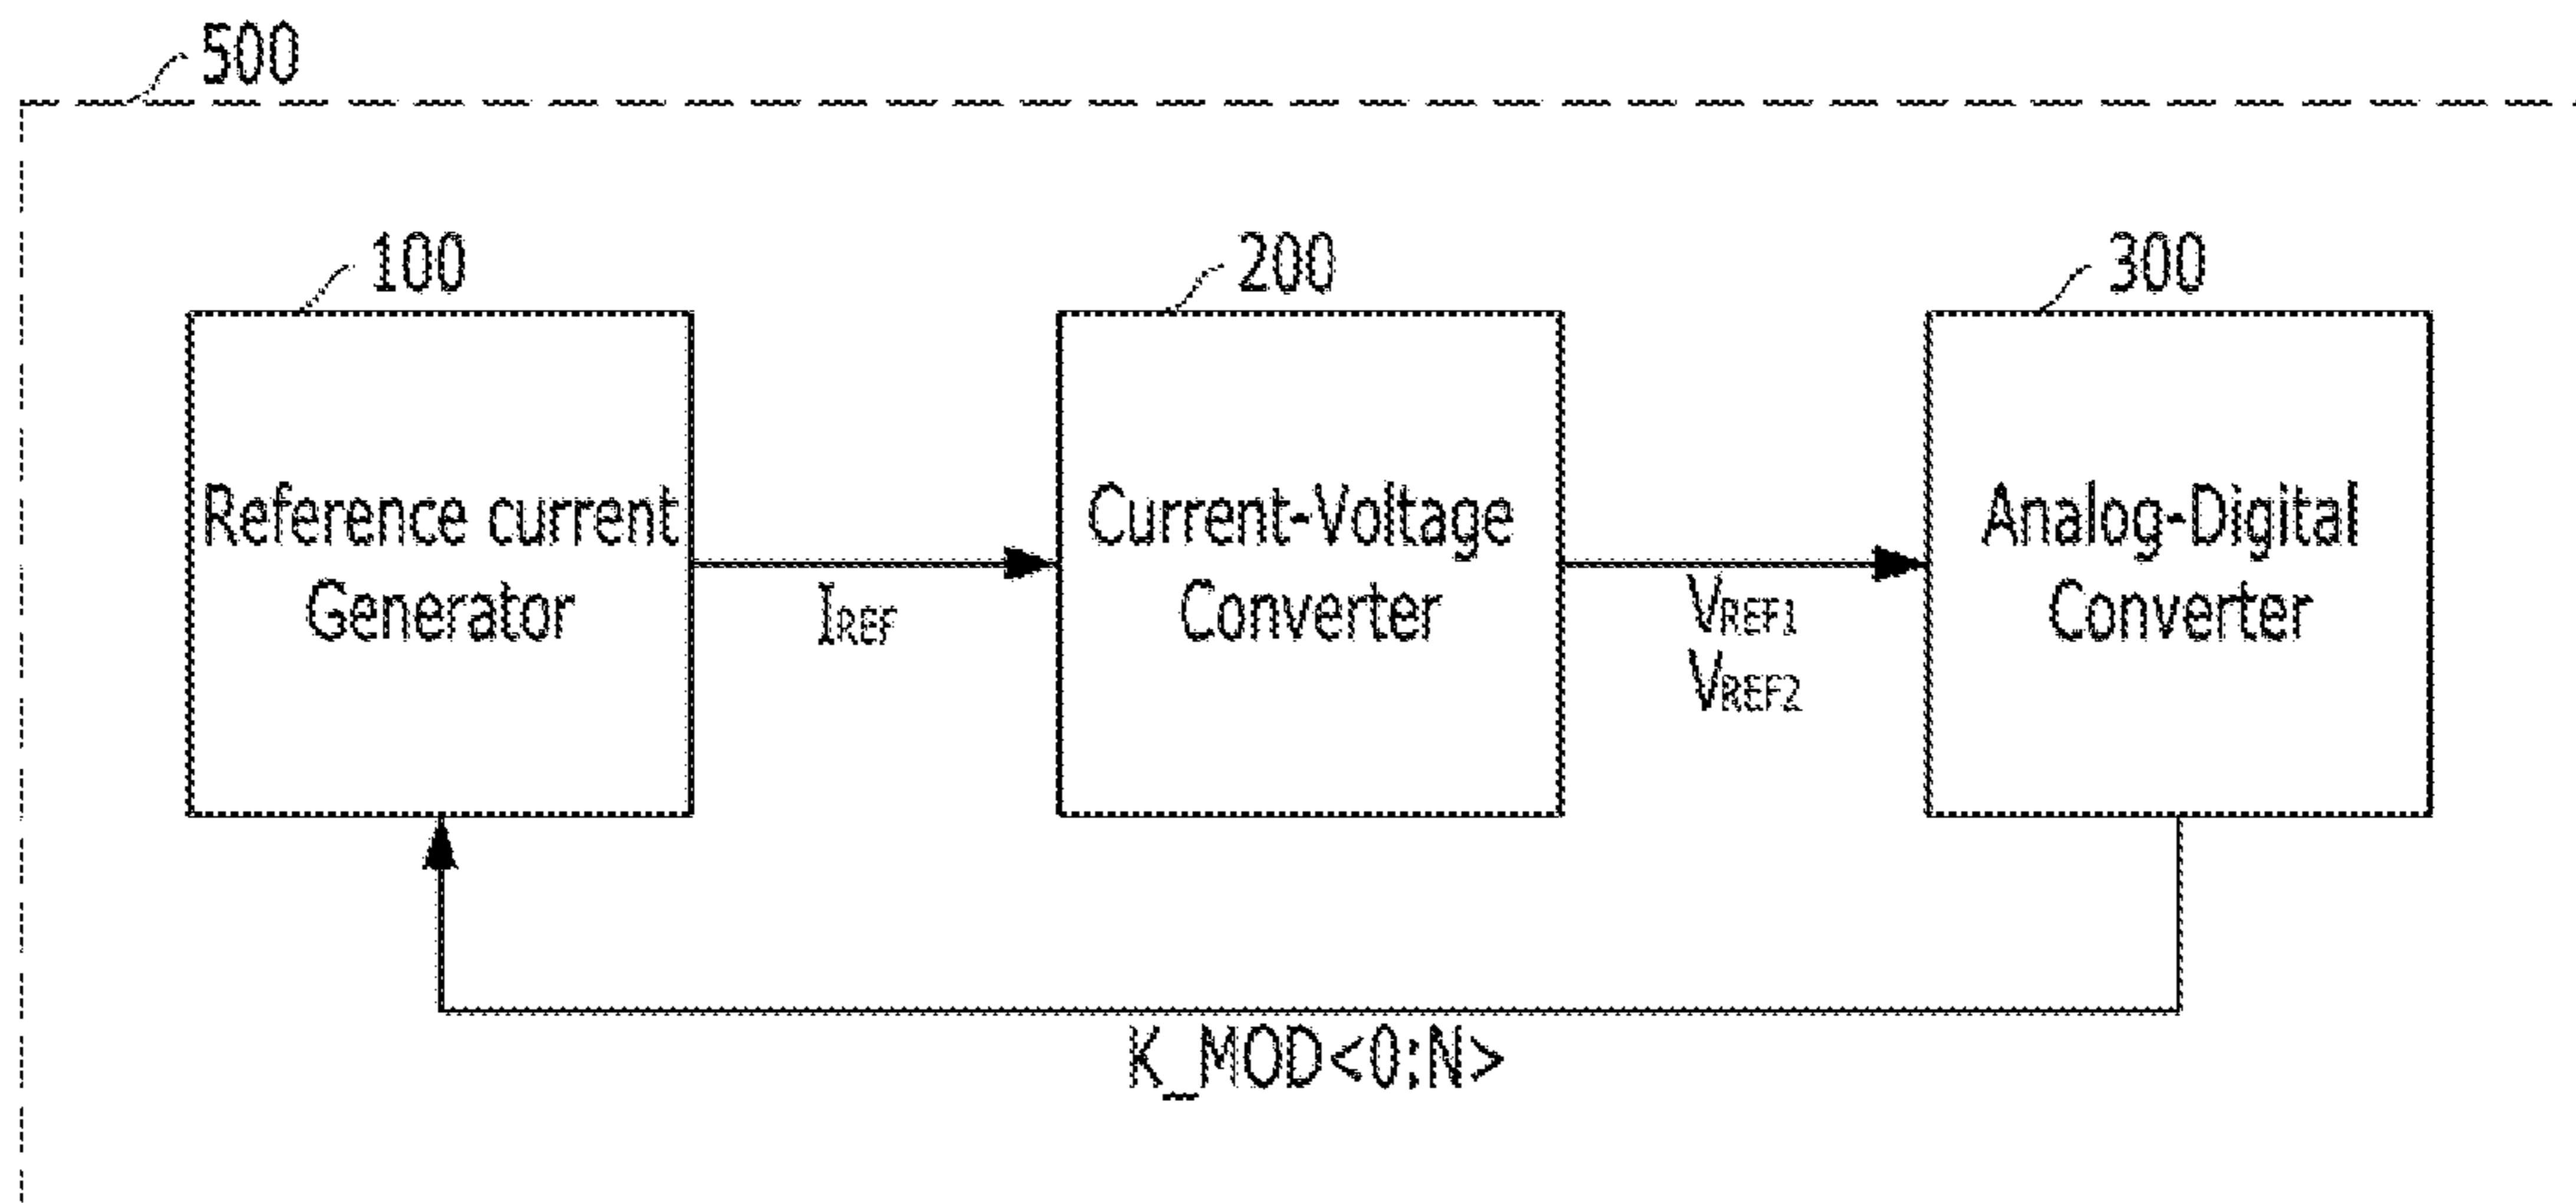 500
100
200
300
Reference current
Generator
Current-Voltage
Converter
Analog-Digital
Converter
IREF
VREF1
VREF2
K_MOD<0:N>